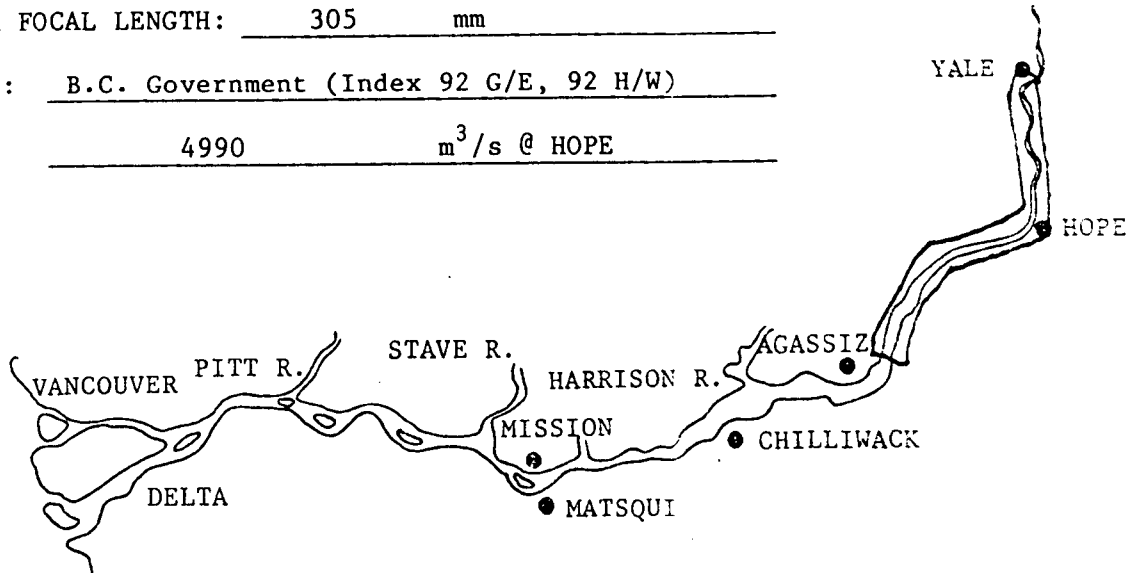 FOCAL LENGTH: 305 mm
: B.C. Government (Index 92 G/E, 92 H/W)
4990 m³/s @ HOPE
YALE
HOPE
AGASSIZ
STAVE R.
PITT R.
HARRISON R.
VANCOUVER
MISSION
CHILLIWACK
DELTA
MATSQUI